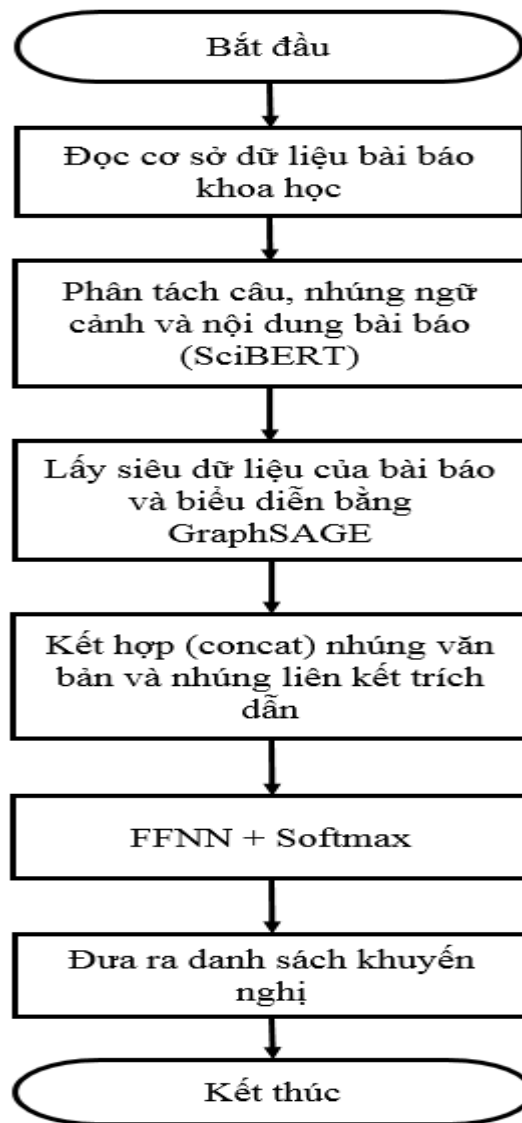 Bắt đầu
Đọc cơ sở dữ liệu bài báo
khoa học
Phân tách câu, nhúng ngữ
cảnh và nội dung bài báo
(SciBERT)
Lấy siêu dữ liệu của bài báo
và biểu diễn bằng
GraphSAGE
Kết hợp (concat) nhúng văn
bản và nhúng liên kết trích
dẫn
FFNN + Softmax
Đưa ra danh sách khuyến
nghị
Kết thúc